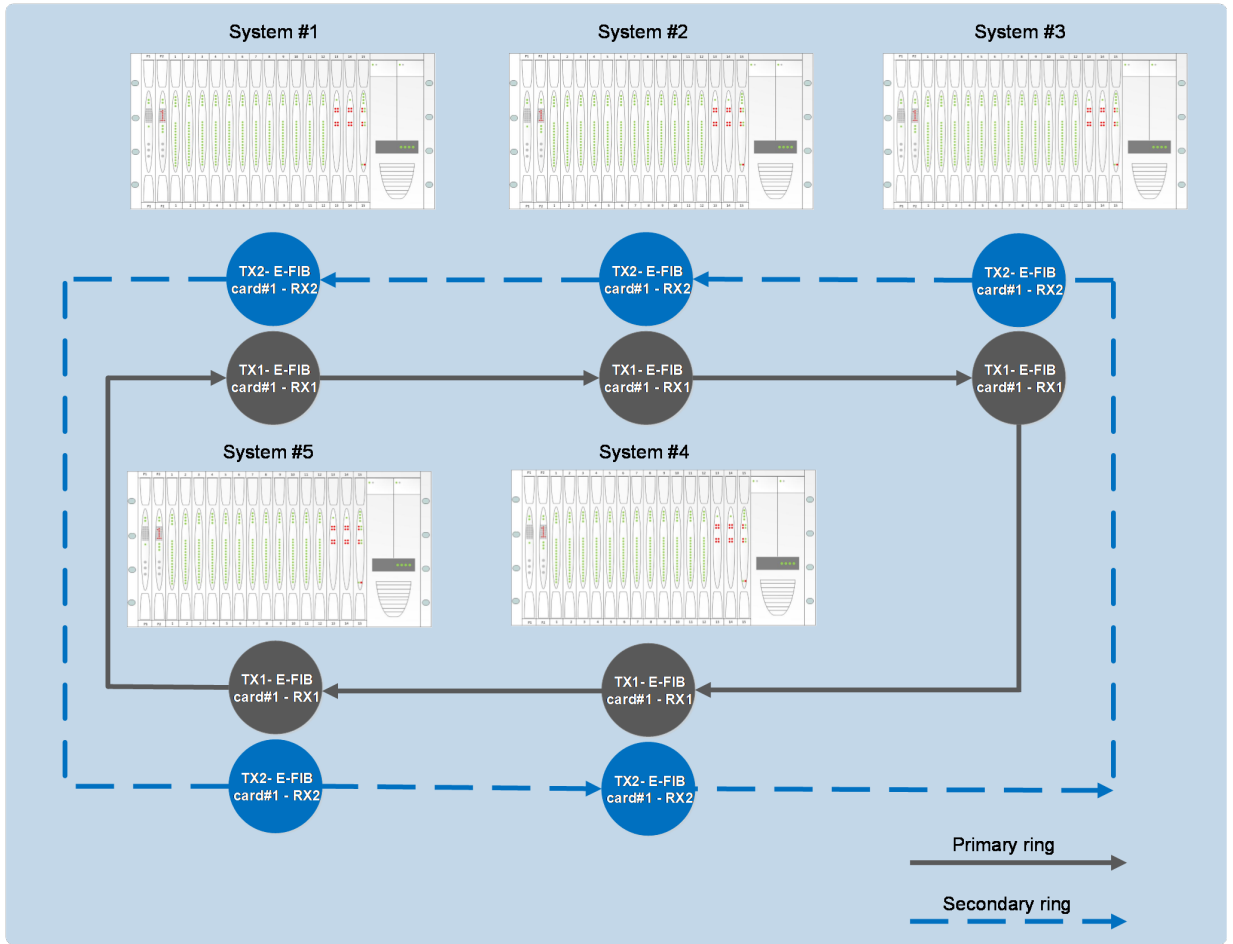 System #1
System #2
System #3
TX2- E-FIB
card#1 - RX2
TX2- E-FIB
card#1 - RX2
TX2- E-FIB
card#1 - RX2
TX1- E-FIB
card#1 - RX1
TX1- E-FIB
card#1 - RX1
TX1- E-FIB
card#1 - RX1
System #5
System #4
TX1- E-FIB
card#1 - RX1
TX1- E-FIB
card#1 - RX1
TX2- E-FIB
card#1 - RX2
TX2- E-FIB
card#1 - RX2
Primary ring
Secondary ring